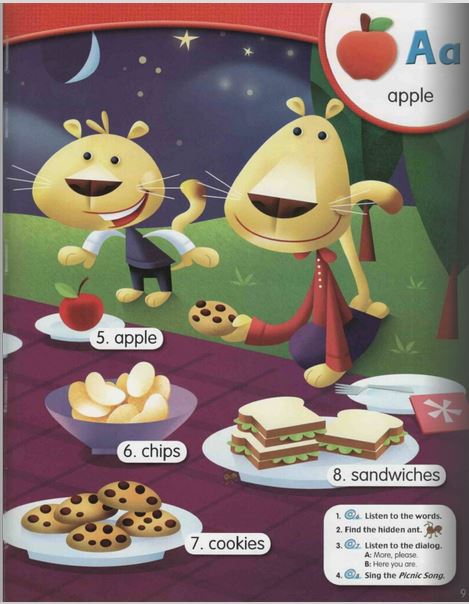 Aa
apple
5. apple
6. chips
8. sandwiches
7. cookies
1. Listen to the words.
2. Find the hidden ant.
3. Listen to the dialog.
A: More, please.
B: Here you are.
4. Sing the Picnic Song.
9